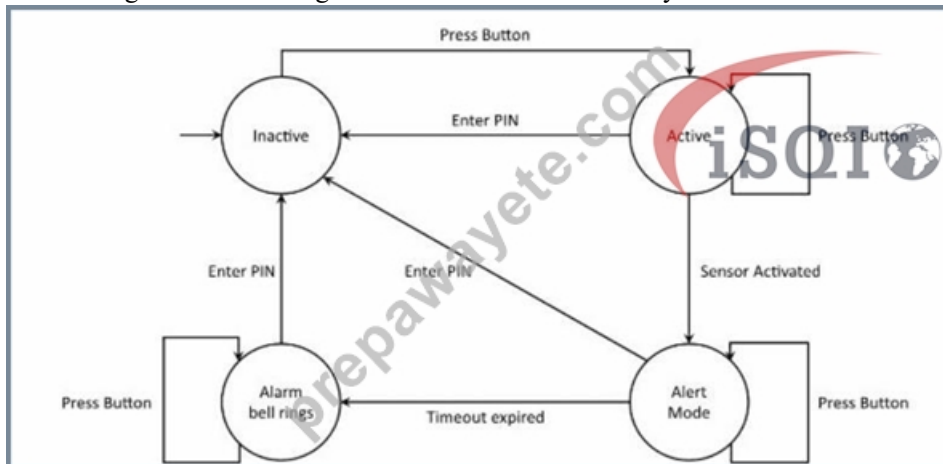 Press Button
Inactive
Enter PIN
Active
Press Button
iSQI
Enter PIN
Enter PIN
Sensor Activated
prepawayete.com
Press Button
Alarm
bell rings
Timeout expired
Alert
Mode
Press Button